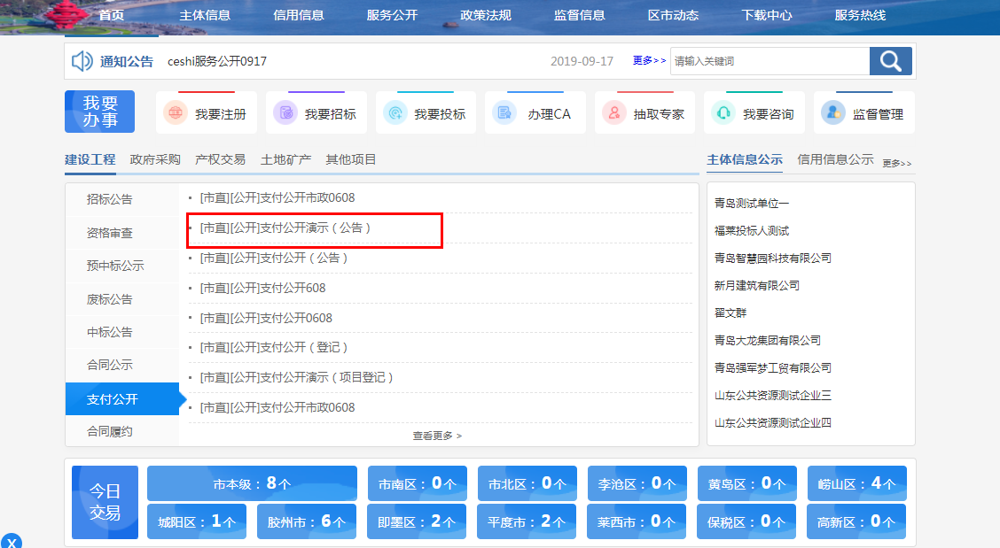 首页 主体信息 信用信息 服务公开 政策法规 监督信息 区市动态 下载中心 服务热线
通知公告 ceshi服务公开0917 2019-09-17 更多>> 请输入关键词
我要
办事
我要注册 我要招标 我要投标 办理CA 抽取专家 我要咨询 监督管理
建设工程 政府采购 产权交易 土地矿产 其他项目
招标公告
资格审查
预中标公示
废标公告
中标公告
合同公示
支付公开
合同履约
[市直][公开]支付公开市政0608
[市直][公开]支付公开演示（公告）
[市直][公开]支付公开（公告）
[市直][公开]支付公开608
[市直][公开]支付公开0608
[市直][公开]支付公开（登记）
[市直][公开]支付公开演示（项目登记）
[市直][公开]支付公开市政0608
查看更多 >
主体信息公示 信用信息公示 更多>>
青岛测试单位一
福莱投标人测试
青岛智慧园科技有限公司
新月建筑有限公司
翟文群
青岛大龙集团有限公司
青岛强军梦工贸有限公司
山东公共资源测试企业三
山东公共资源测试企业四
今日
交易
市本级：8个 市南区：0个 市北区：0个 李沧区：0个 黄岛区：0个 崂山区：4个
城阳区：1个 胶州市：6个 即墨区：2个 平度市：2个 莱西市：0个 保税区：0个 高新区：0个
X